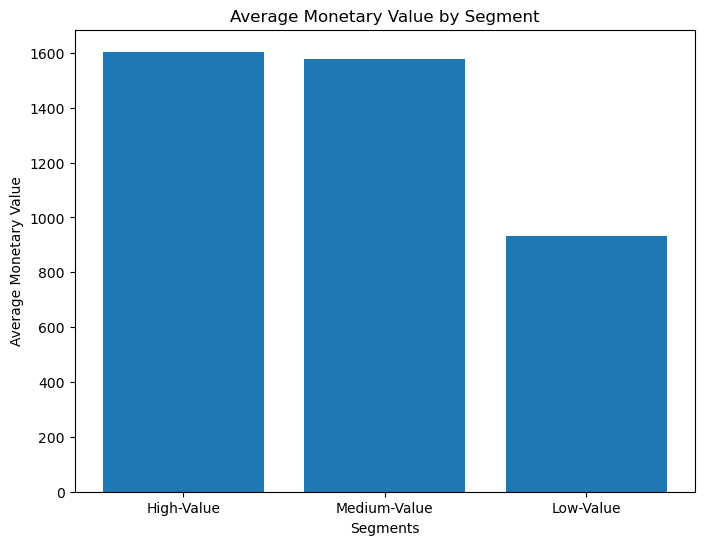 Average Monetary Value by Segment
1600
1400
1200
1000
800
600
400
200
0
Average Monetary Value
High-Value Medium-Value Low-Value
Segments